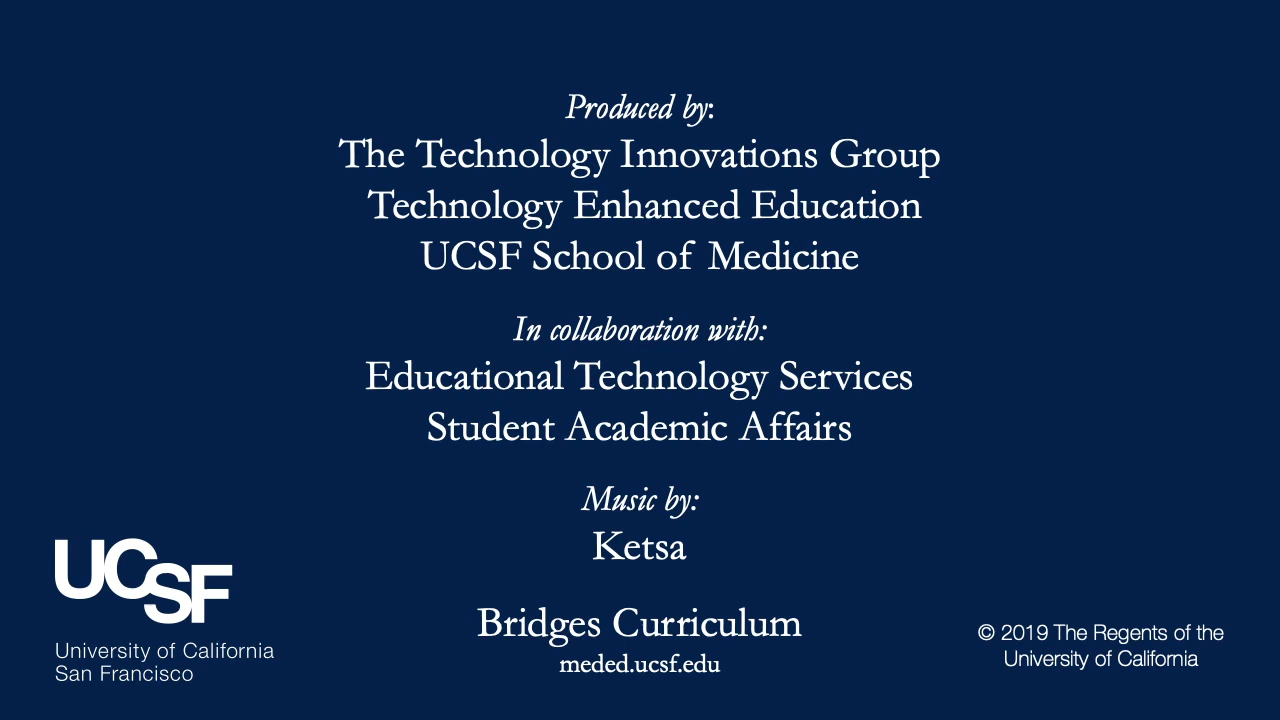 Produced by:
The Technology Innovations Group
Technology Enhanced Education
UCSF School of Medicine
In collaboration with:
Educational Technology Services
Student Academic Affairs
Music by:
Ketsa
Bridges Curriculum
meded.ucsf.edu
UCSF
University of California
San Francisco
© 2019 The Regents of the
University of California